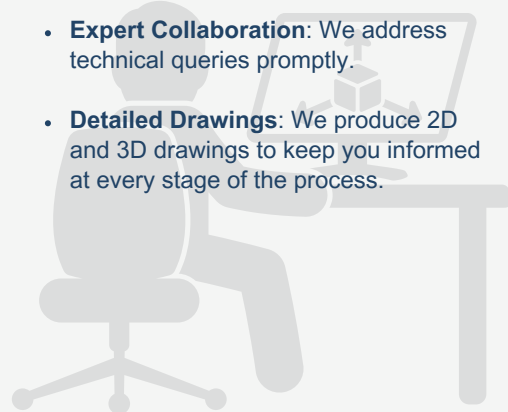 • Expert Collaboration: We address
technical queries promptly.
• Detailed Drawings: We produce 2D
and 3D drawings to keep you informed
at every stage of the process.